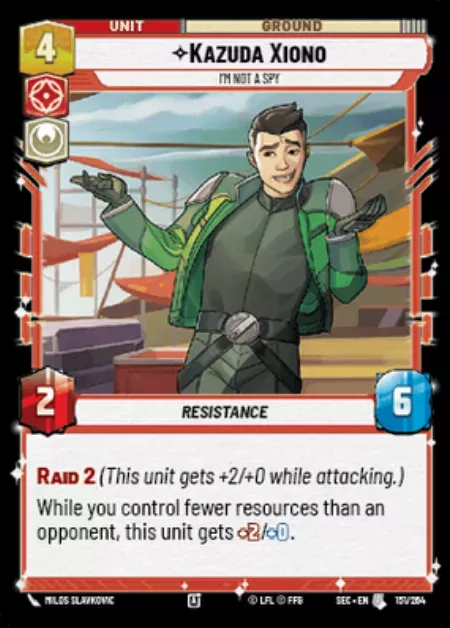 UNIT GROUND
4 KAZUDA XIONO
I'M NOT A SPY
2 RESISTANCE 6
RAID 2 (This unit gets +2/+0 while attacking.)
While you control fewer resources than an
opponent, this unit gets +2/+0.
MILOS SLAVKOVIC A © LFL © FFG SEC • EN 151/264